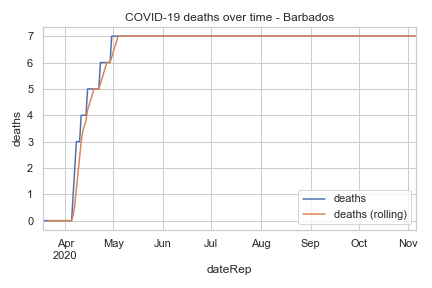 COVID-19 deaths over time - Barbados
deaths
7
6
5
4
3
2
1
0
deaths
deaths (rolling)
Apr May Jun Jul Aug Sep Oct Nov
2020
dateRep